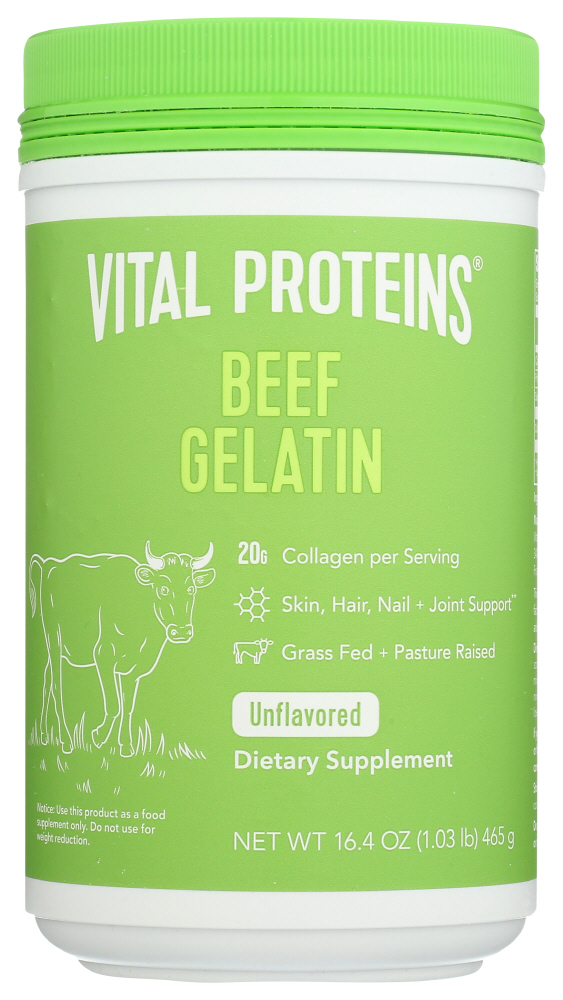 VITAL PROTEINS®
BEEF
GELATIN
20G Collagen per Serving
Skin, Hair, Nail + Joint Support**
Grass Fed + Pasture Raised
Unflavored
Dietary Supplement
Notice: Use this product as a food
supplement only. Do not use for
weight reduction.
NET WT 16.4 OZ (1.03 lb) 465 g